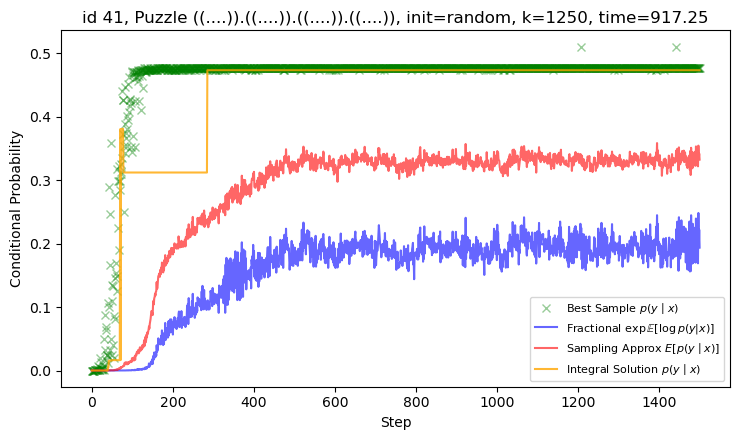 id 41, Puzzle ((....)).((....)).((....)).((....)), init=random, k=1250, time=917.25
Conditional Probability
0.5
0.4
0.3
0.2
0.1
0.0
Best Sample p(y | x)
Fractional exp 𝔼[log p(y|x)]
Sampling Approx E[p(y | x)]
Integral Solution p(y | x)
0
200
400
600
800
1000
1200
1400
Step